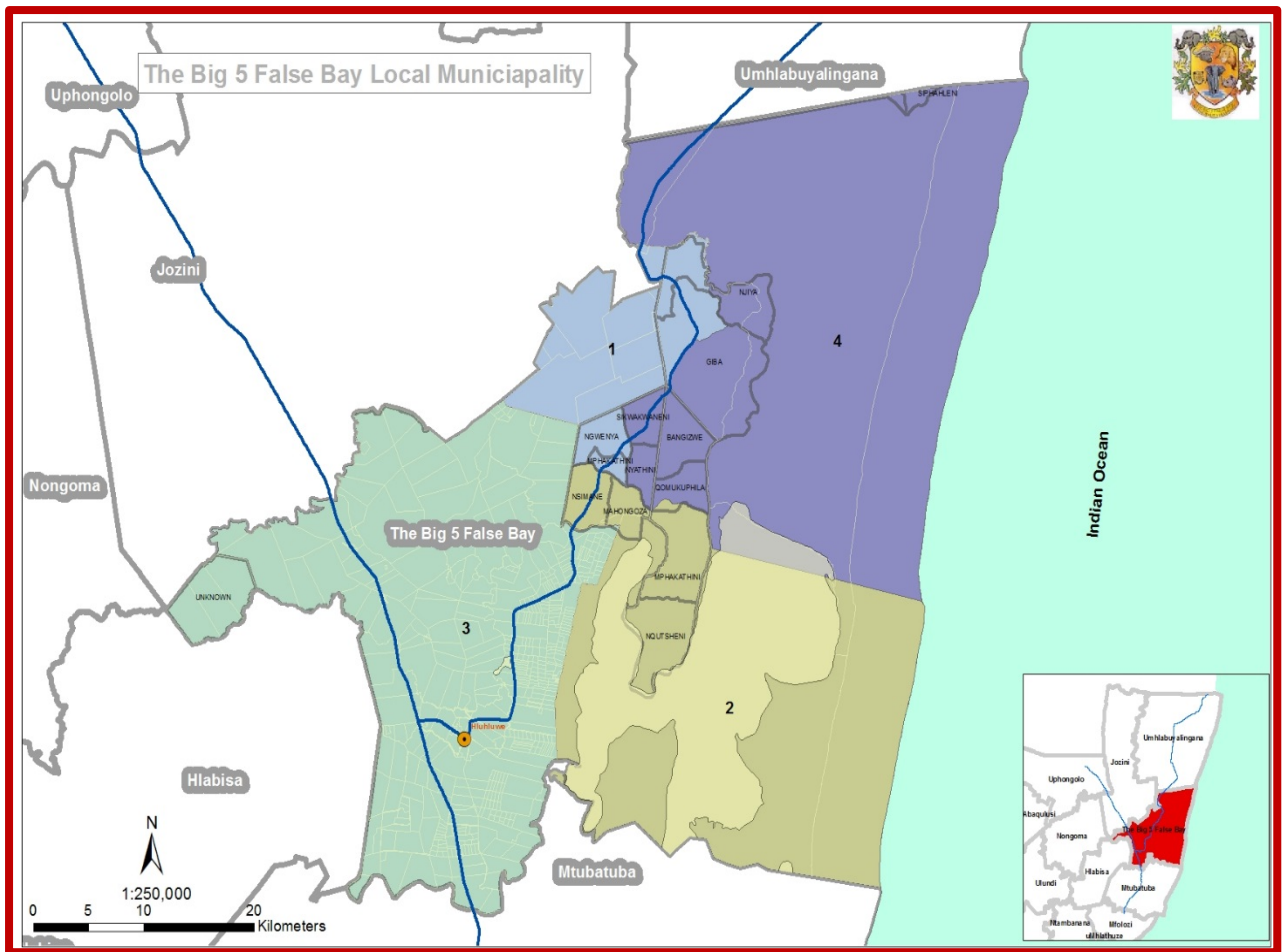 The Big 5 False Bay Local Municiapality
Umhlabuyalingana
Uphongolo
SIPHAHLENI
Jozini
NJIYA
1
4
GIBA
SIKWAKWANENI
NGWENYA
BANGIZWE
MPHAKATHINI
NYATHINI
Nongoma
QOMUKUPHILA
NSIMANE
MAHONGOZA
The Big 5 False Bay
Indian Ocean
MPHAKATHINI
UNKNOWN
3
NQUTSHENI
2
Hluhluwe
Hlabisa
Mtubatuba
N
1:250,000
0 5 10 20
Kilometers
Umhlabuyalingana
Jozini
Uphongolo
Abaqulusi
The Big 5 False Bay
Nongoma
Hlabisa
Ulundi
Mtubatuba
Ntambanana
Mfolozi
uMhlathuze